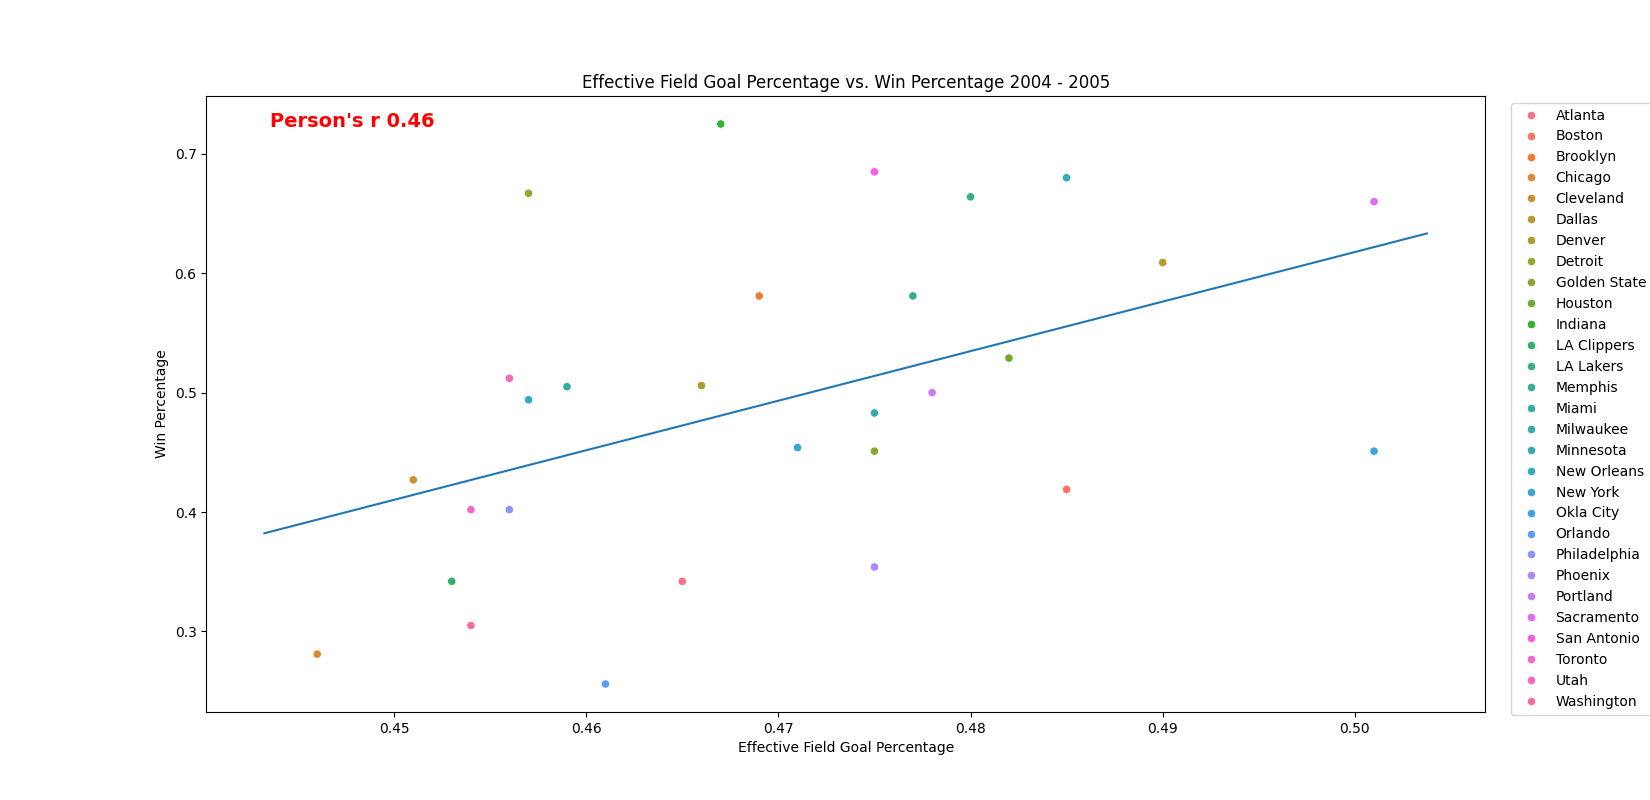 Effective Field Goal Percentage vs. Win Percentage 2004 - 2005
Person's r 0.46
Win Percentage
0.7
0.6
0.5
0.4
0.3
0.45 0.46 0.47 0.48 0.49 0.50
Effective Field Goal Percentage
Atlanta
Boston
Brooklyn
Chicago
Cleveland
Dallas
Denver
Detroit
Golden State
Houston
Indiana
LA Clippers
LA Lakers
Memphis
Miami
Milwaukee
Minnesota
New Orleans
New York
Okla City
Orlando
Philadelphia
Phoenix
Portland
Sacramento
San Antonio
Toronto
Utah
Washington